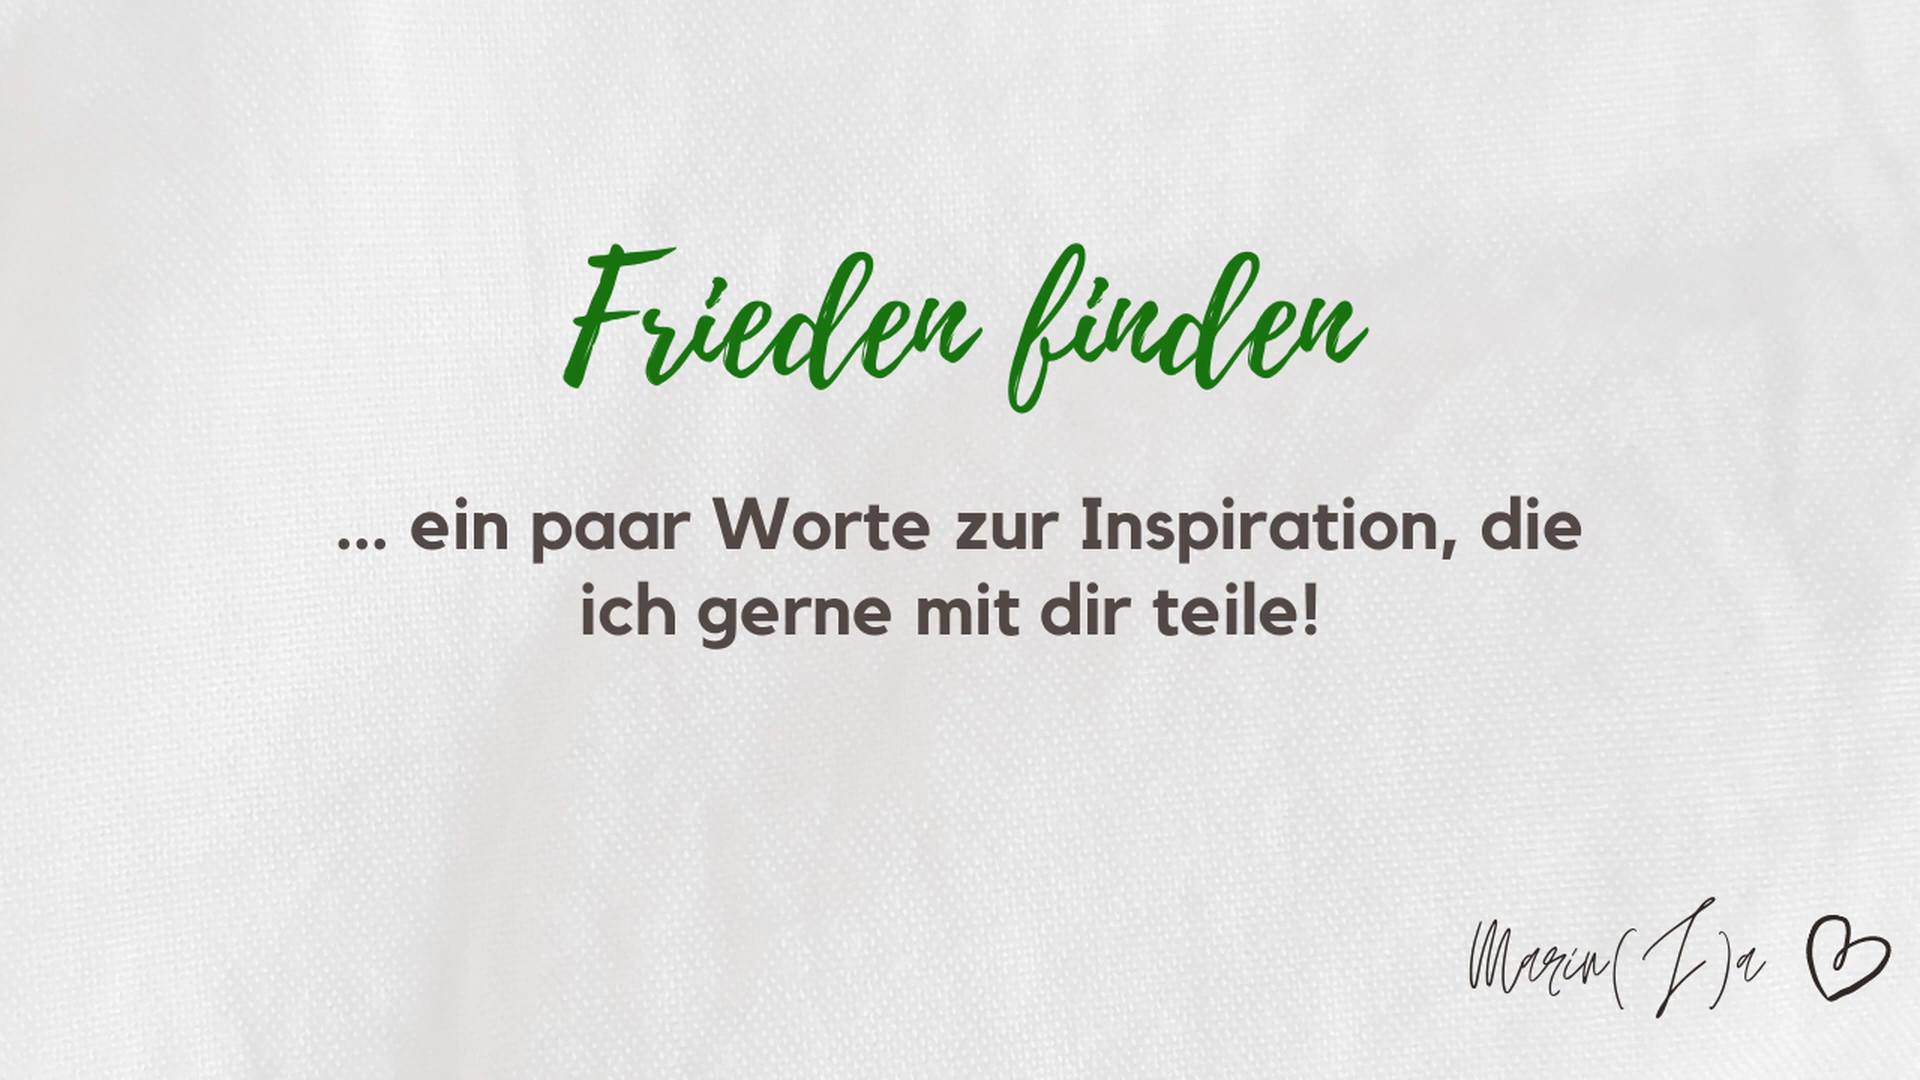 Frieden finden
... ein paar Worte zur Inspiration, die
ich gerne mit dir teile!
Marin(I)a